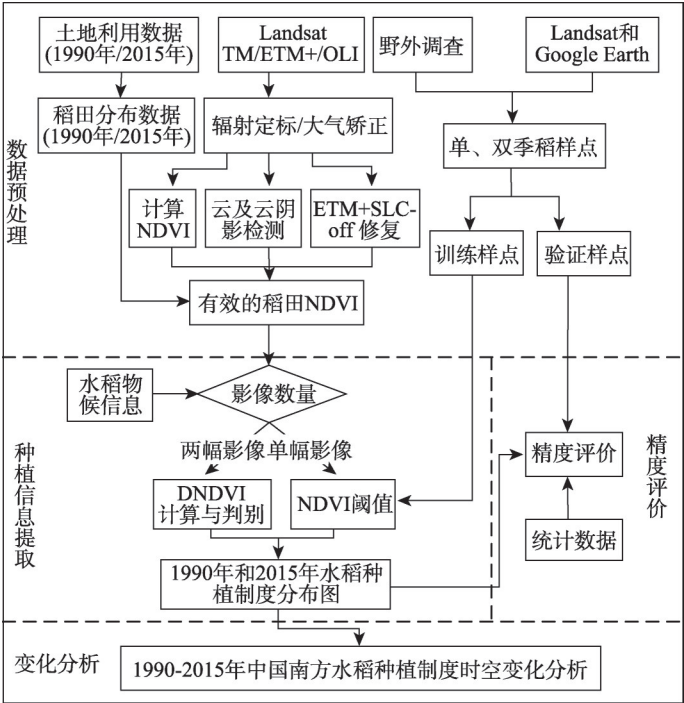 土地利用数据
(1990年/2015年)
Landsat
TM/ETM+/OLI
野外调查
Landsat和
Google Earth
稻田分布数据
(1990年/2015年)
辐射定标/大气矫正
单、双季稻样点
数据预处理
计算
NDVI
云及云阴
影检测
ETM+SLC-
off 修复
训练样点
验证样点
有效的稻田NDVI
水稻物
候信息
影像数量
种植信息提取
两幅影像 单幅影像
DNDVI
计算与判别
NDVI阈值
精度评价
精度评价
统计数据
1990年和2015年水稻种
植制度分布图
变化分析
1990-2015年中国南方水稻种植制度时空变化分析